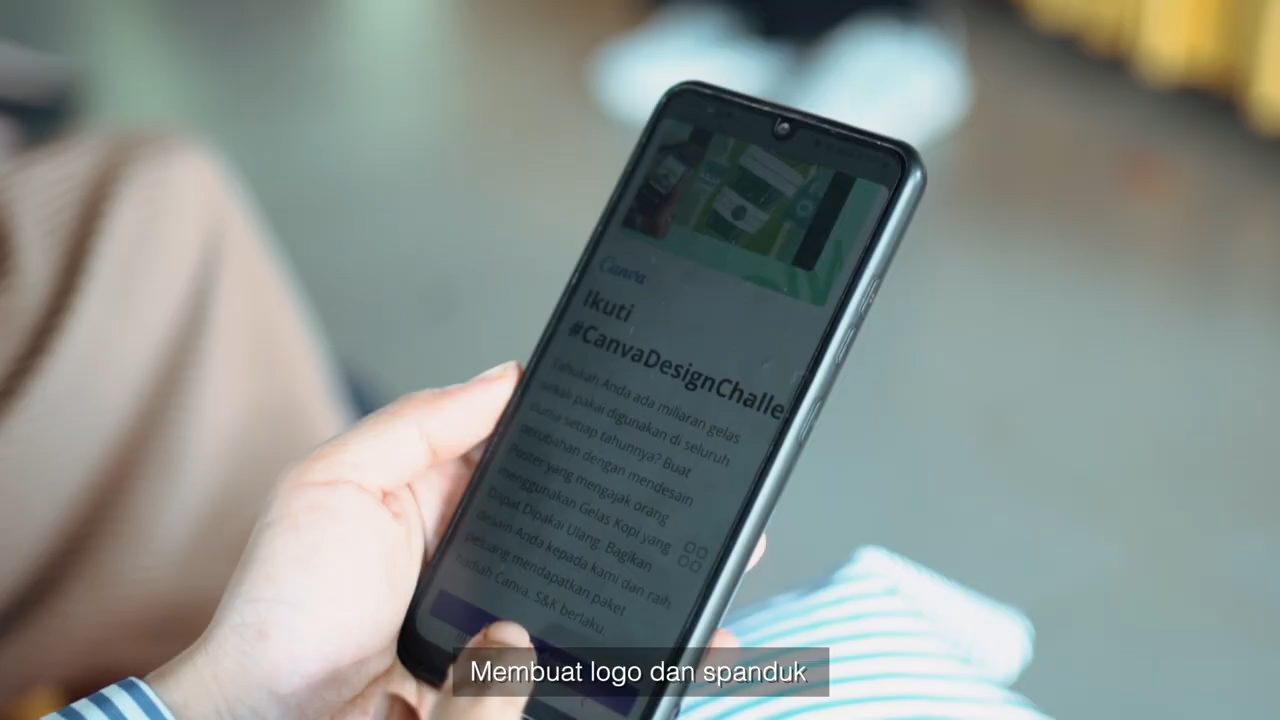 Canva
Ikuti
#CanvaDesignChalle
Tahukah Anda ada miliaran gelas
sekali pakai digunakan di seluruh
dunia setiap tahunnya? Buat
perubahan dengan mendesain
Poster yang mengajak orang
menggunakan Gelas Kopi yang
Dapat Dipakai Ulang. Bagikan
desain Anda kepada kami dan raih
peluang mendapatkan paket
hadiah Canva. S&K berlaku.
Membuat logo dan spanduk